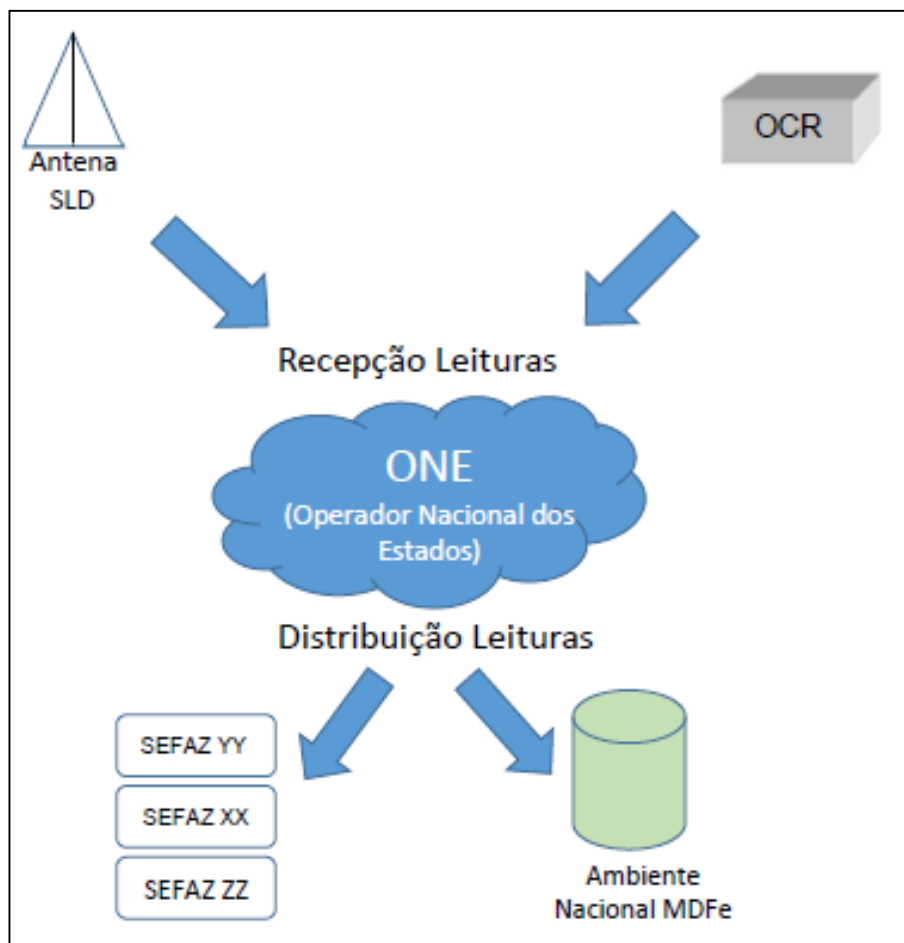 Antena
SLD
OCR
Recepção Leituras
ONE
(Operador Nacional dos
Estados)
Distribuição Leituras
SEFAZ YY
SEFAZ XX
SEFAZ ZZ
Ambiente
Nacional MDFe